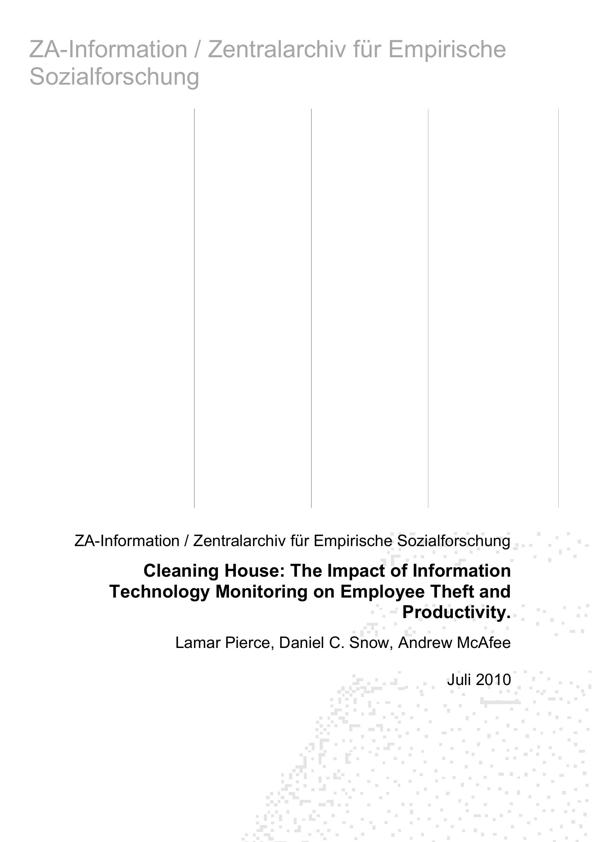 ZA-Information / Zentralarchiv für Empirische
Sozialforschung
ZA-Information / Zentralarchiv für Empirische Sozialforschung
Cleaning House: The Impact of Information
Technology Monitoring on Employee Theft and
Productivity.
Lamar Pierce, Daniel C. Snow, Andrew McAfee
Juli 2010